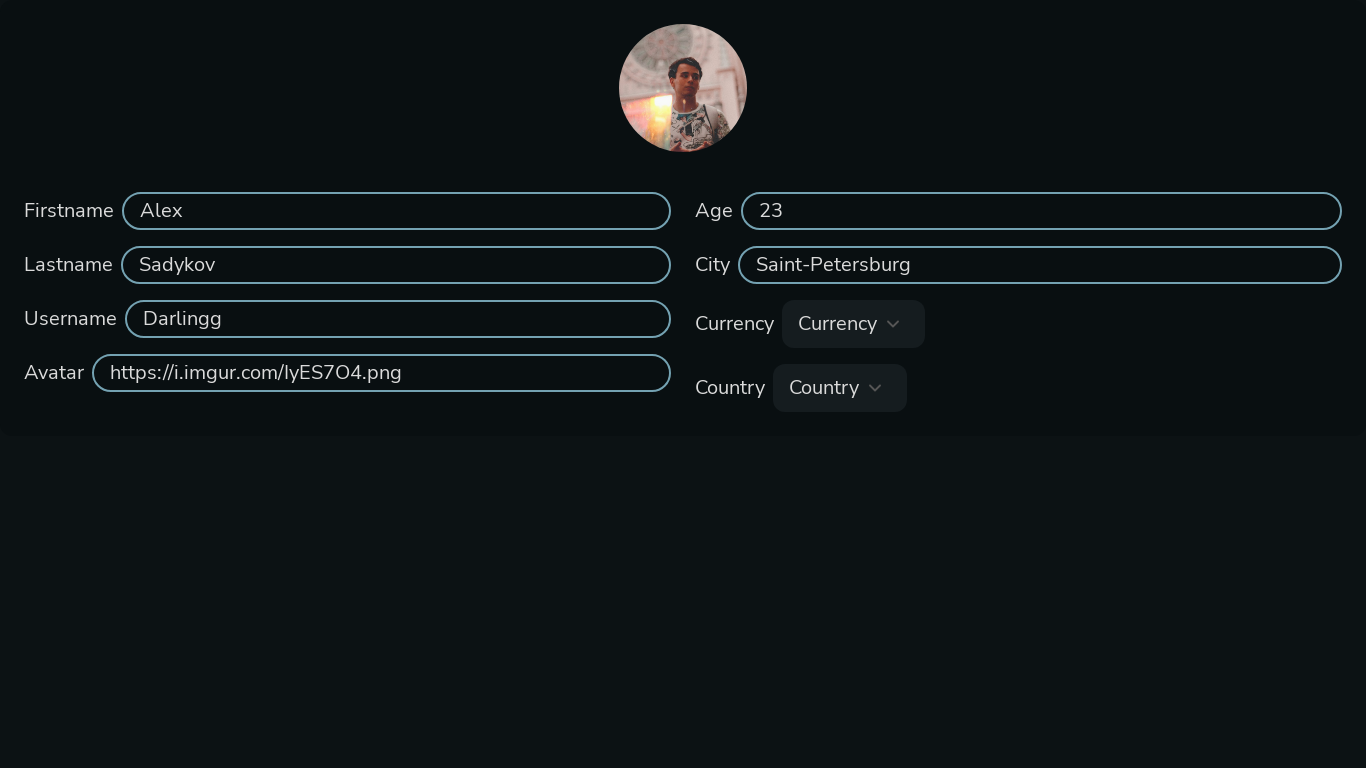 Firstname Alex
Lastname Sadykov
Username Darlingg
Avatar https://i.imgur.com/IyES7O4.png
Age 23
City Saint-Petersburg
Currency Currency
Country Country